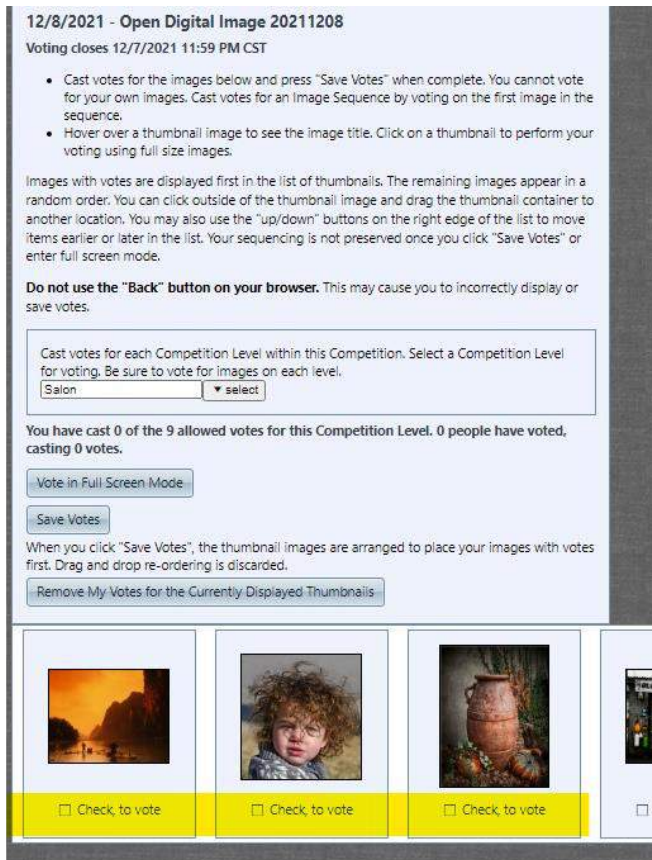 12/8/2021 - Open Digital Image 20211208
Voting closes 12/7/2021 11:59 PM CST
• Cast votes for the images below and press "Save Votes" when complete. You cannot vote
for your own images. Cast votes for an Image Sequence by voting on the first image in the
sequence.
• Hover over a thumbnail image to see the image title. Click on a thumbnail to perform your
voting using full size images.
Images with votes are displayed first in the list of thumbnails. The remaining images appear in a
random order. You can click outside of the thumbnail image and drag the thumbnail container to
another location. You may also use the "up/down" buttons on the right edge of the list to move
items earlier or later in the list. Your sequencing is not preserved once you click "Save Votes" or
enter full screen mode.
Do not use the "Back" button on your browser. This may cause you to incorrectly display or
save votes.
Cast votes for each Competition Level within this Competition. Select a Competition Level
for voting. Be sure to vote for images on each level.
Salon ▼ select
You have cast 0 of the 9 allowed votes for this Competition Level. 0 people have voted,
casting 0 votes.
Vote in Full Screen Mode
Save Votes
When you click "Save Votes", the thumbnail images are arranged to place your images with votes
first. Drag and drop re-ordering is discarded.
Remove My Votes for the Currently Displayed Thumbnails
☐ Check, to vote ☐ Check, to vote ☐ Check, to vote ☐